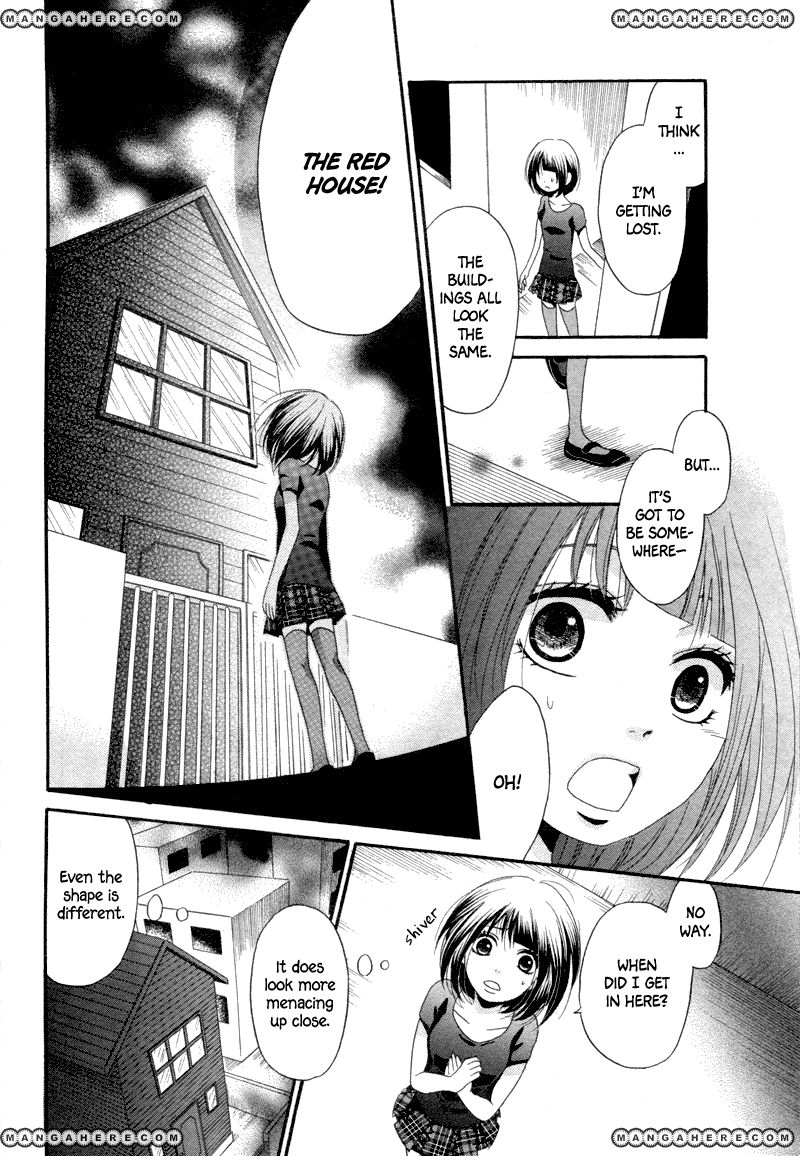 MANGAHERE.COM
MANGAHERE.COM
I
THINK
...
I'M
GETTING
LOST.
THE
BUILD-
INGS ALL
LOOK
THE
SAME.
BUT...
IT'S
GOT TO
BE SOME-
WHERE–
OH!
THE RED
HOUSE!
NO
WAY.
WHEN
DID I GET
IN HERE?
shiver
It does
look more
menacing
up close.
Even the
shape is
different.
MANGAHERE.COM
MANGAHERE.COM